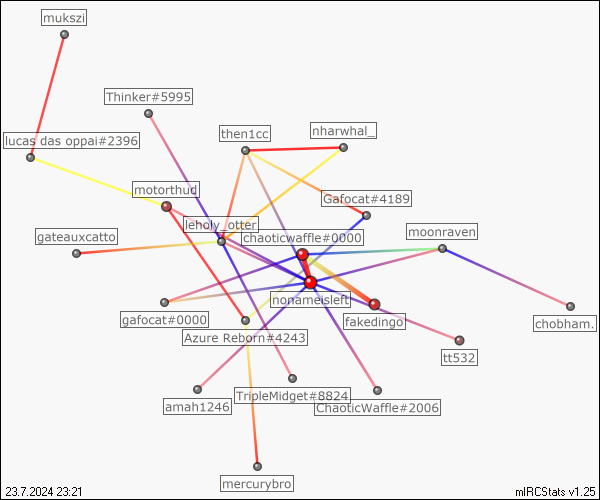 mukszi
Thinker#5995
then1cc
nharwhal_
lucas das oppai#2396
motorthud
Gafocat#4189
leholy_otter
moonraven
gateauxcatto
chaoticwaffle#0000
nonameisleft
gafocat#0000
fakedingo
chobham.
Azure Reborn#4243
tt532
TripleMidget#8824
amah1246
ChaoticWaffle#2006
mercurybro
23.7.2024 23:21
mIRCStats v1.25